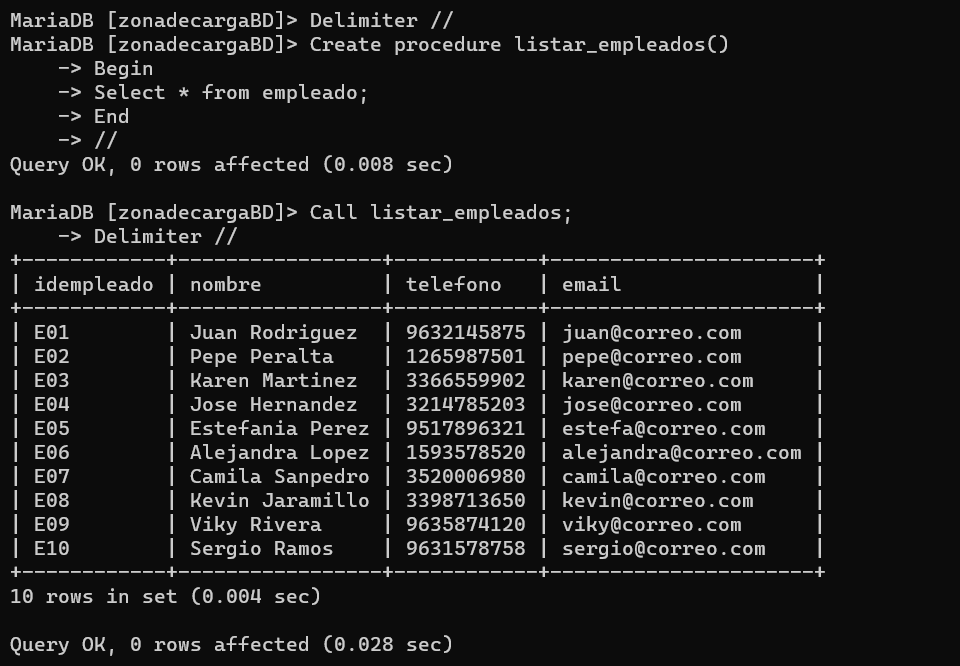 MariaDB [zonadecargaBD]> Delimiter //
MariaDB [zonadecargaBD]> Create procedure listar_empleados()
    -> Begin
    -> Select * from empleado;
    -> End
    -> //
Query OK, 0 rows affected (0.008 sec)

MariaDB [zonadecargaBD]> Call listar_empleados;
    -> Delimiter //
+------------+-----------------+------------+----------------------+
| idempleado | nombre          | telefono   | email                |
+------------+-----------------+------------+----------------------+
| E01        | Juan Rodriguez  | 9632145875 | juan@correo.com      |
| E02        | Pepe Peralta    | 1265987501 | pepe@correo.com      |
| E03        | Karen Martinez  | 3366559902 | karen@correo.com     |
| E04        | Jose Hernandez  | 3214785203 | jose@correo.com      |
| E05        | Estefania Perez | 9517896321 | estefa@correo.com    |
| E06        | Alejandra Lopez | 1593578520 | alejandra@correo.com |
| E07        | Camila Sanpedro | 3520006980 | camila@correo.com    |
| E08        | Kevin Jaramillo | 3398713650 | kevin@correo.com     |
| E09        | Viky Rivera     | 9635874120 | viky@correo.com      |
| E10        | Sergio Ramos    | 9631578758 | sergio@correo.com    |
+------------+-----------------+------------+----------------------+
10 rows in set (0.004 sec)

Query OK, 0 rows affected (0.028 sec)